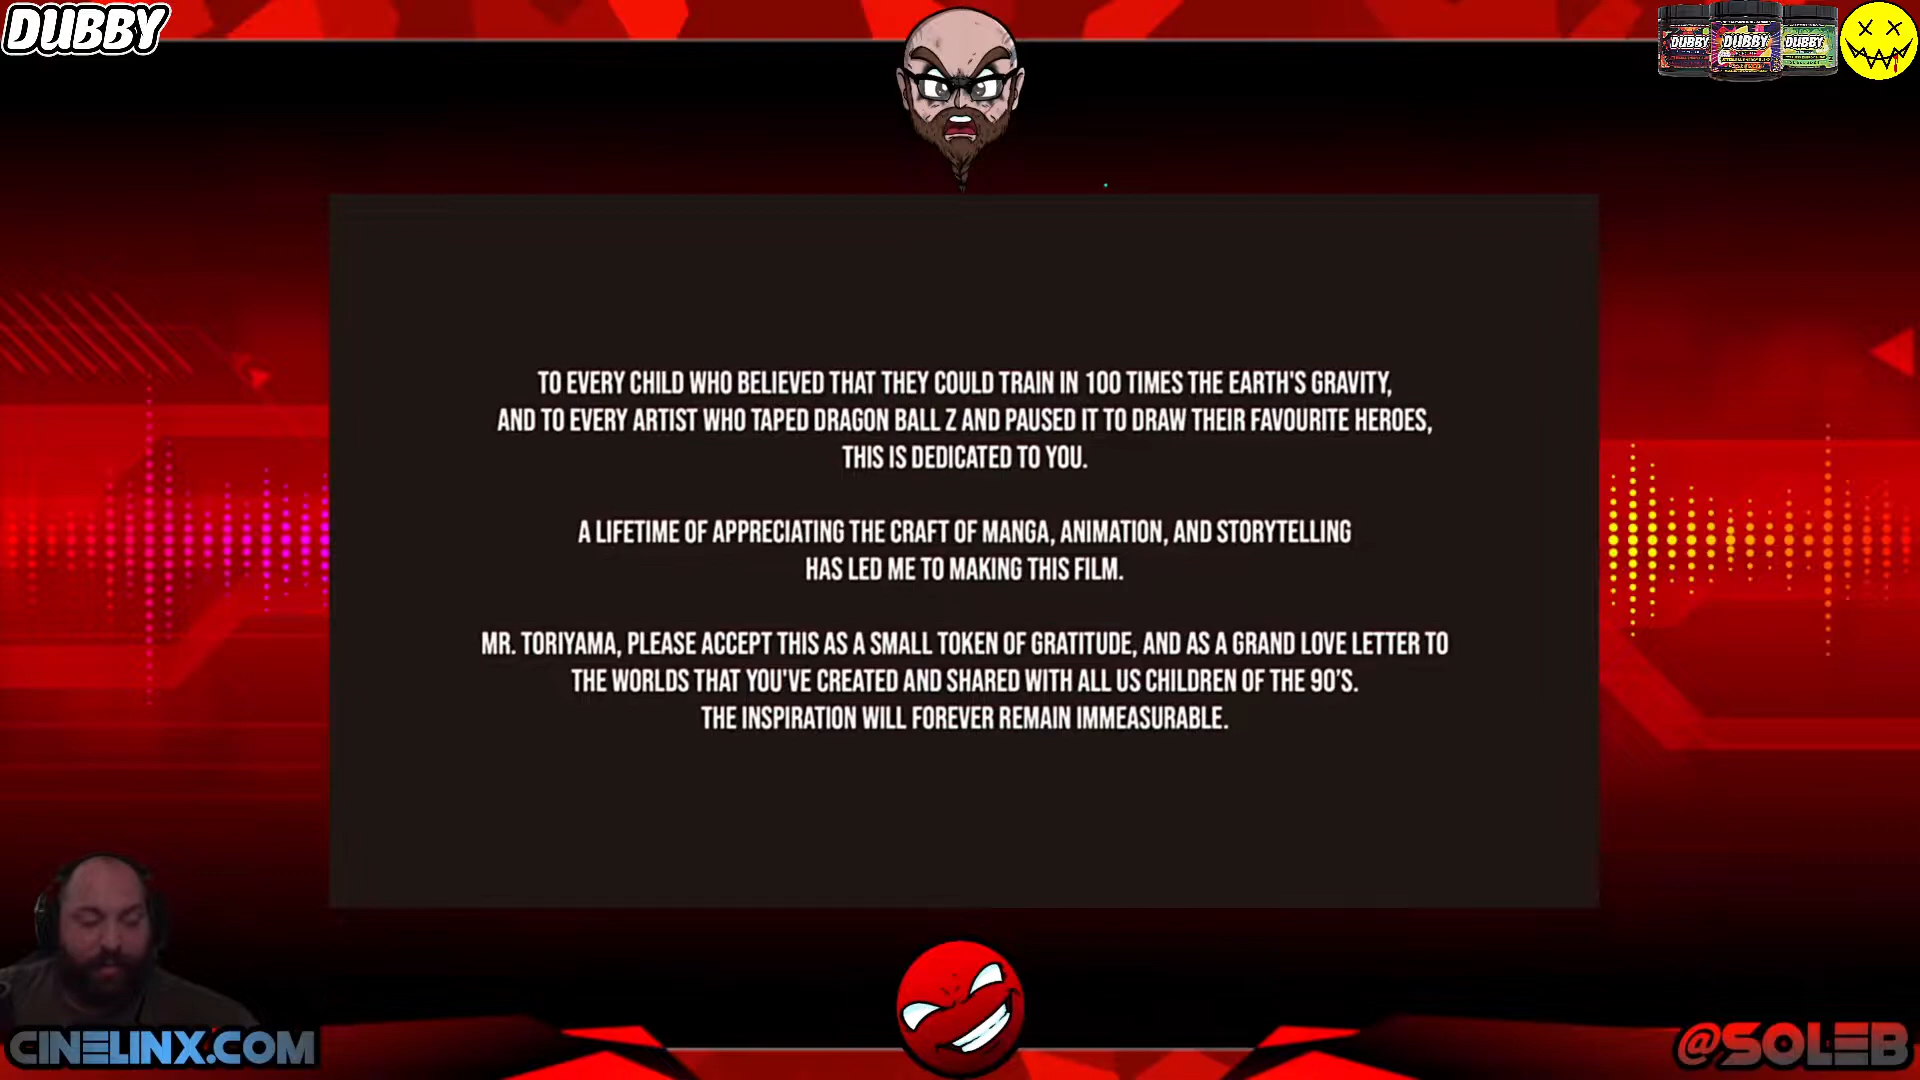 DUBBY
DUBBY DUBBY DUBBY
TO EVERY CHILD WHO BELIEVED THAT THEY COULD TRAIN IN 100 TIMES THE EARTH'S GRAVITY,
AND TO EVERY ARTIST WHO TAPED DRAGON BALL Z AND PAUSED IT TO DRAW THEIR FAVOURITE HEROES,
THIS IS DEDICATED TO YOU.
A LIFETIME OF APPRECIATING THE CRAFT OF MANGA, ANIMATION, AND STORYTELLING
HAS LED ME TO MAKING THIS FILM.
MR. TORIYAMA, PLEASE ACCEPT THIS AS A SMALL TOKEN OF GRATITUDE, AND AS A GRAND LOVE LETTER TO
THE WORLDS THAT YOU'VE CREATED AND SHARED WITH ALL US CHILDREN OF THE 90'S.
THE INSPIRATION WILL FOREVER REMAIN IMMEASURABLE.
CINELINX.COM
@SOLEB